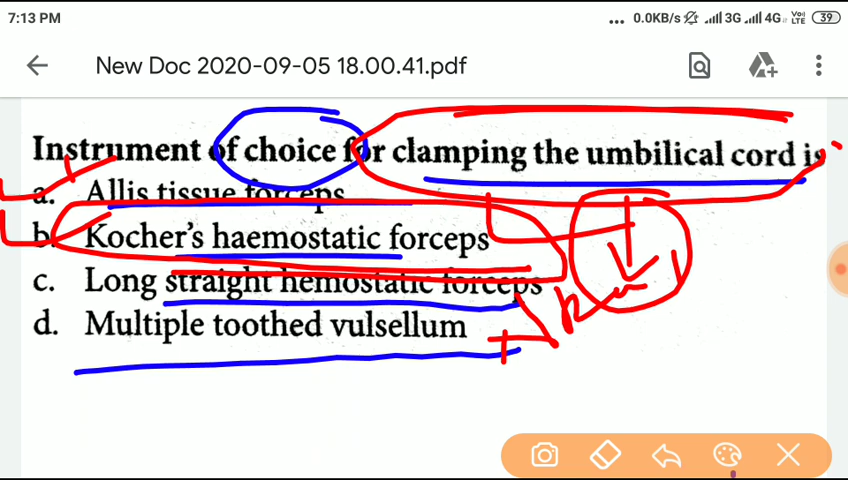 7:13 PM
... 0.0KB/s 3G 4G Vo) LTE 39
New Doc 2020-09-05 18.00.41.pdf
Instrument of choice for clamping the umbilical cord is
a. Allis tissue forceps
b. Kocher's haemostatic forceps
c. Long straight hemostatic forceps
d. Multiple toothed vulsellum